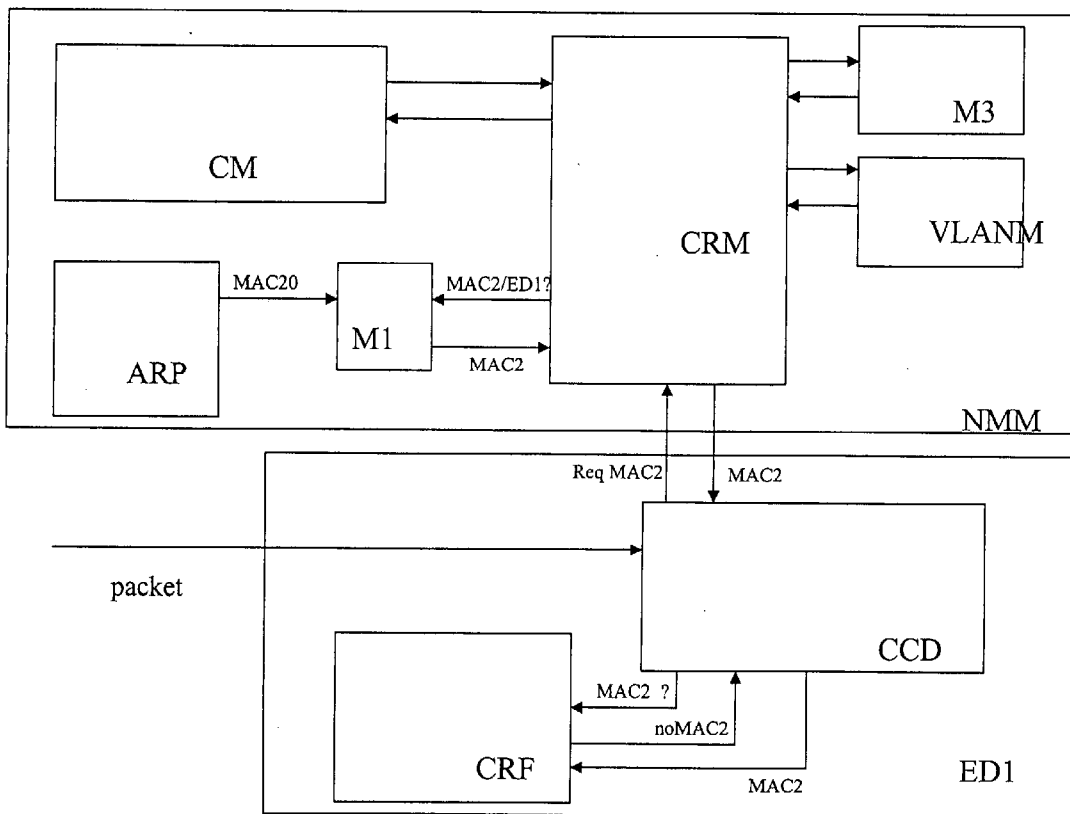 M3
CM
CRM
VLANM
MAC20
MAC2/ED1?
M1
MAC2
ARP
NMM
Req MAC2
MAC2
packet
CCD
MAC2 ?
noMAC2
CRF
MAC2
ED1